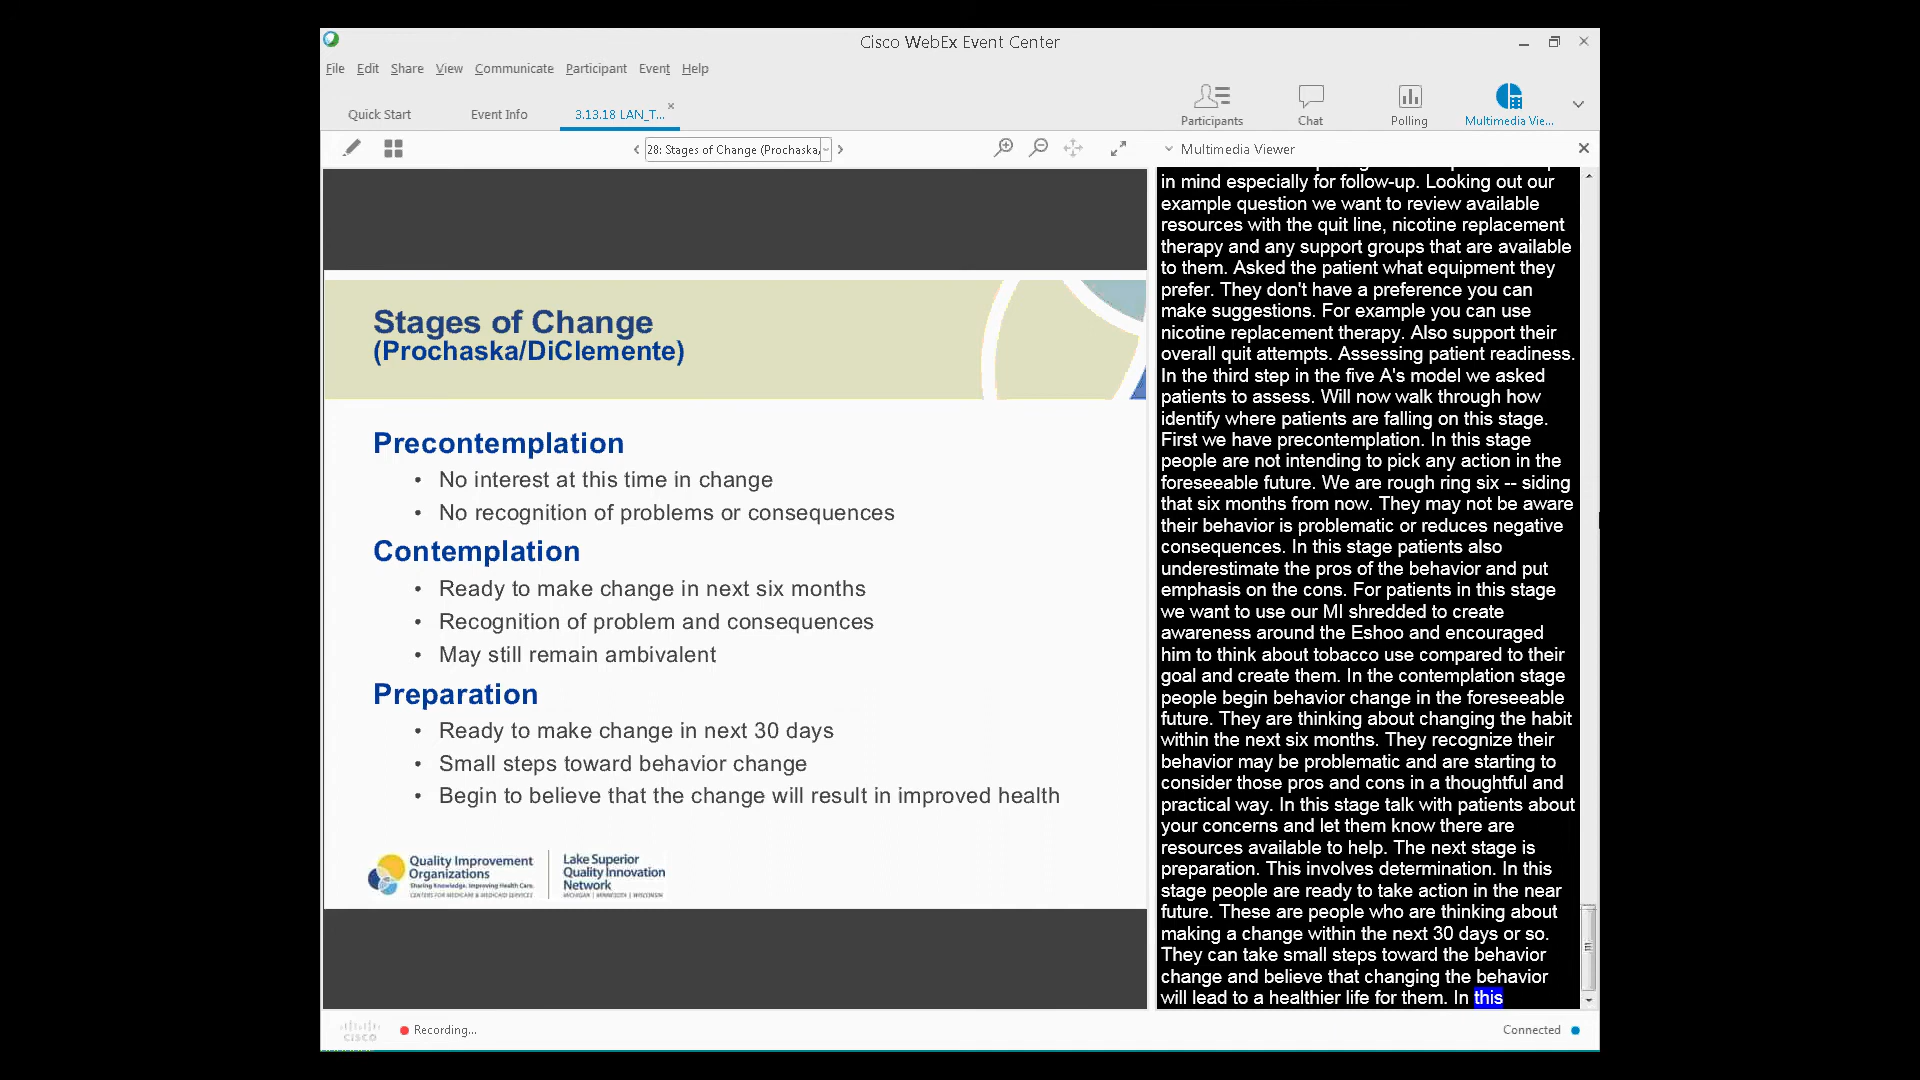 Cisco WebEx Event Center
File Edit Share View Communicate Participant Event Help
Quick Start Event Info 3.13.18 LAN_T...
Participants Chat Polling Multimedia Vie...
28: Stages of Change (Prochaska/
Stages of Change
(Prochaska/DiClemente)
Precontemplation
• No interest at this time in change
• No recognition of problems or consequences
Contemplation
• Ready to make change in next six months
• Recognition of problem and consequences
• May still remain ambivalent
Preparation
• Ready to make change in next 30 days
• Small steps toward behavior change
• Begin to believe that the change will result in improved health
Quality Improvement
Organizations
Sharing Knowledge. Improving Health Care.
CENTERS FOR MEDICARE & MEDICAID SERVICES
Lake Superior
Quality Innovation
Network
MICHIGAN | MINNESOTA | WISCONSIN
Multimedia Viewer
in mind especially for follow-up. Looking out our
example question we want to review available
resources with the quit line, nicotine replacement
therapy and any support groups that are available
to them. Asked the patient what equipment they
prefer. They don't have a preference you can
make suggestions. For example you can use
nicotine replacement therapy. Also support their
overall quit attempts. Assessing patient readiness.
In the third step in the five A's model we asked
patients to assess. Will now walk through how
identify where patients are falling on this stage.
First we have precontemplation. In this stage
people are not intending to pick any action in the
foreseeable future. We are rough ring six -- siding
that six months from now. They may not be aware
their behavior is problematic or reduces negative
consequences. In this stage patients also
underestimate the pros of the behavior and put
emphasis on the cons. For patients in this stage
we want to use our MI shredded to create
awareness around the Eshoo and encouraged
him to think about tobacco use compared to their
goal and create them. In the contemplation stage
people begin behavior change in the foreseeable
future. They are thinking about changing the habit
within the next six months. They recognize their
behavior may be problematic and are starting to
consider those pros and cons in a thoughtful and
practical way. In this stage talk with patients about
your concerns and let them know there are
resources available to help. The next stage is
preparation. This involves determination. In this
stage people are ready to take action in the near
future. These are people who are thinking about
making a change within the next 30 days or so.
They can take small steps toward the behavior
change and believe that changing the behavior
will lead to a healthier life for them. In this
cisco
Recording...
Connected